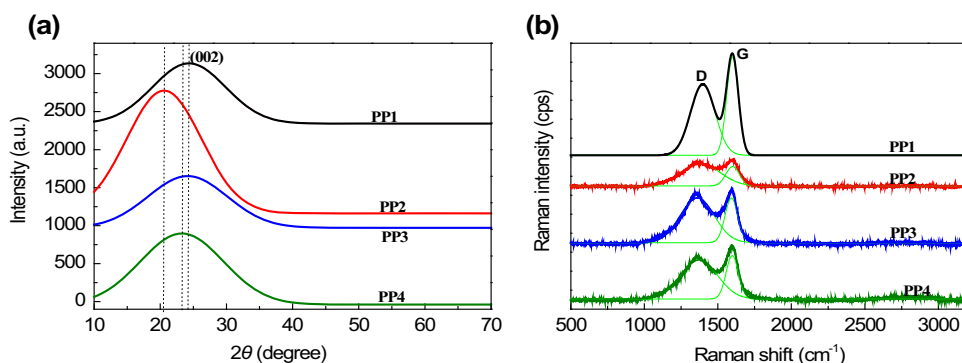 (a)
Intensity (a.u.)
3000
2500
2000
1500
1000
500
0
(002)
PP1
PP2
PP3
PP4
10 20 30 40 50 60 70
2θ (degree)
(b)
Raman intensity (cps)
D
G
PP1
PP2
PP3
PP4
500 1000 1500 2000 2500 3000
Raman shift (cm⁻¹)